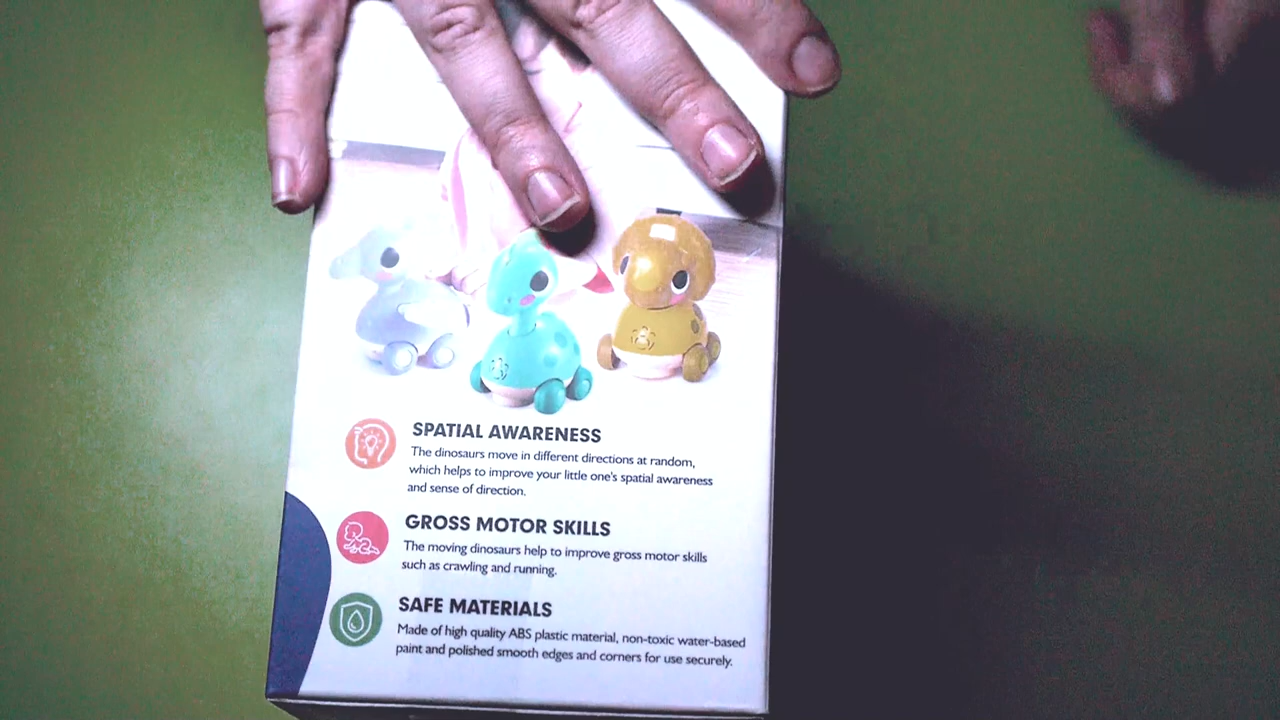 SPATIAL AWARENESS
The dinosaurs move in different directions at random,
which helps to improve your little one's spatial awareness
and sense of direction.
GROSS MOTOR SKILLS
The moving dinosaurs help to improve gross motor skills
such as crawling and running.
SAFE MATERIALS
Made of high quality ABS plastic material, non-toxic water-based
paint and polished smooth edges and corners for use securely.